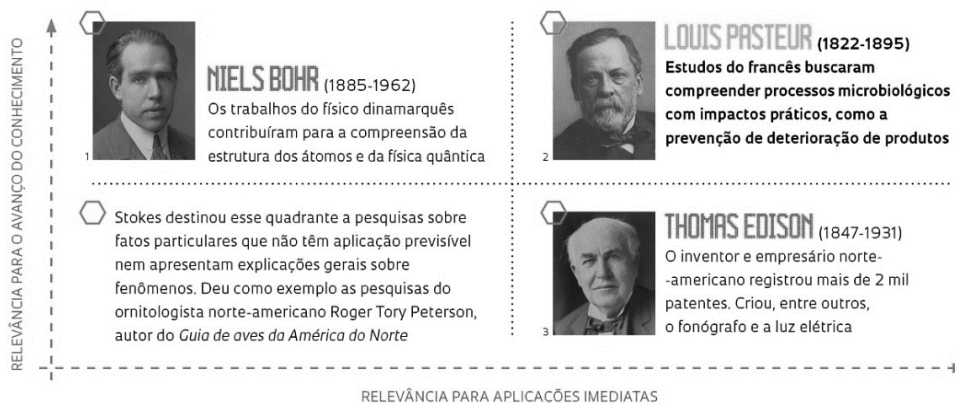 RELEVÂNCIA PARA O AVANÇO DO CONHECIMENTO
1
NIELS BOHR (1885-1962)
Os trabalhos do físico dinamarquês
contribuíram para a compreensão da
estrutura dos átomos e da física quântica
2
LOUIS PASTEUR (1822-1895)
Estudos do francês buscaram
compreender processos microbiológicos
com impactos práticos, como a
prevenção de deterioração de produtos
Stokes destinou esse quadrante a pesquisas sobre
fatos particulares que não têm aplicação previsível
nem apresentam explicações gerais sobre
fenômenos. Deu como exemplo as pesquisas do
ornitologista norte-americano Roger Tory Peterson,
autor do Guia de aves da América do Norte
3
THOMAS EDISON (1847-1931)
O inventor e empresário norte-
-americano registrou mais de 2 mil
patentes. Criou, entre outros,
o fonógrafo e a luz elétrica
RELEVÂNCIA PARA APLICAÇÕES IMEDIATAS